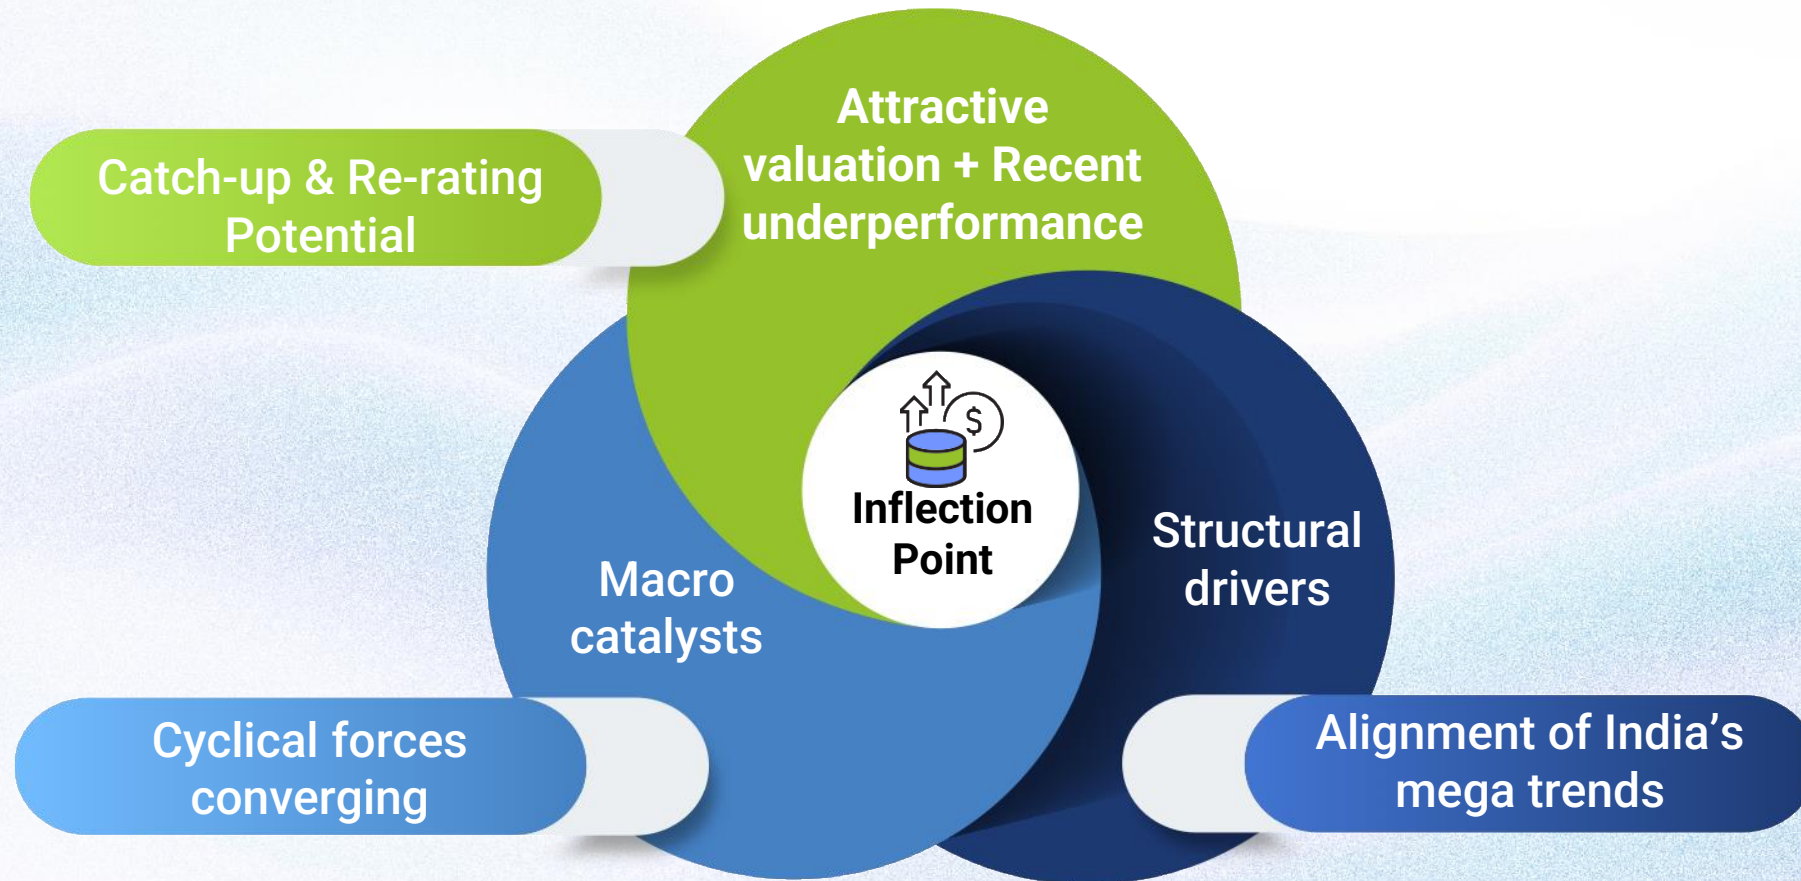 Attractive
valuation + Recent
underperformance
Catch-up & Re-rating
Potential
$
Inflection
Point
Structural
drivers
Macro
catalysts
Cyclical forces
converging
Alignment of India’s
mega trends